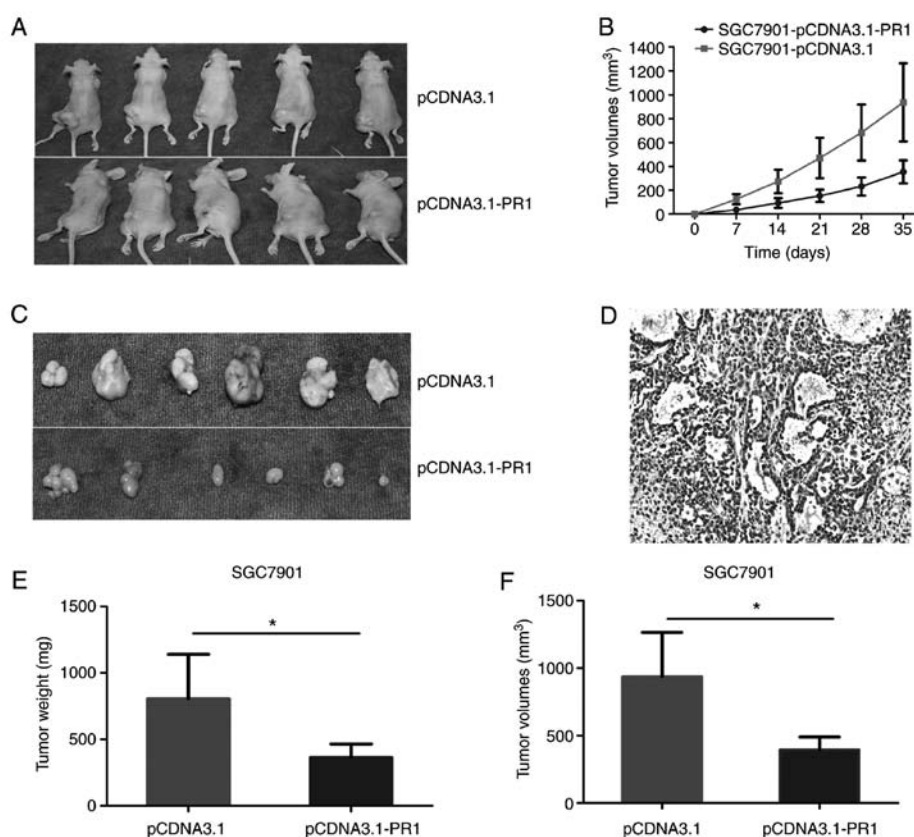 A
pCDNA3.1
pCDNA3.1-PR1
B
SGC7901-pCDNA3.1-PR1
SGC7901-pCDNA3.1
Tumor volumes (mm³)
1400
1200
1000
800
600
400
200
0
0 7 14 21 28 35
Time (days)
C
pCDNA3.1
pCDNA3.1-PR1
D
E
SGC7901
Tumor weight (mg)
1500
1000
500
0
*
pCDNA3.1 pCDNA3.1-PR1
F
SGC7901
Tumor volumes (mm³)
1500
1000
500
0
*
pCDNA3.1 pCDNA3.1-PR1